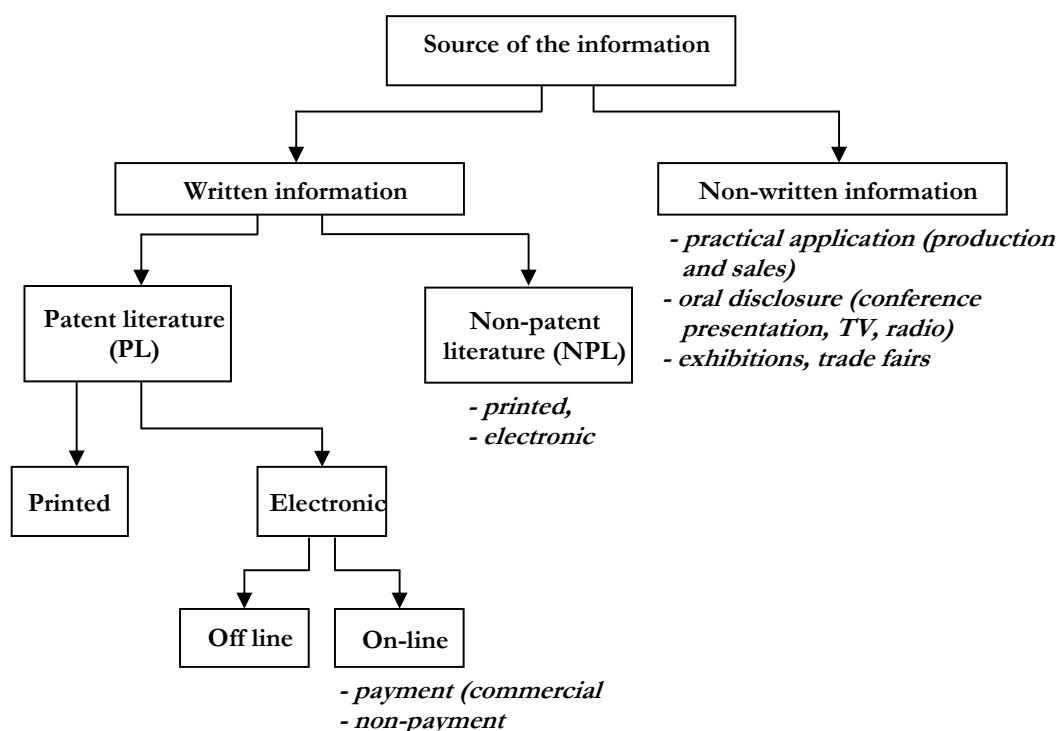 Source of the information
Written information
Non-written information
- practical application (production
and sales)
- oral disclosure (conference
presentation, TV, radio)
- exhibitions, trade fairs
Patent literature
(PL)
Non-patent
literature (NPL)
- printed,
- electronic
Printed
Electronic
Off line
On-line
- payment (commercial
- non-payment